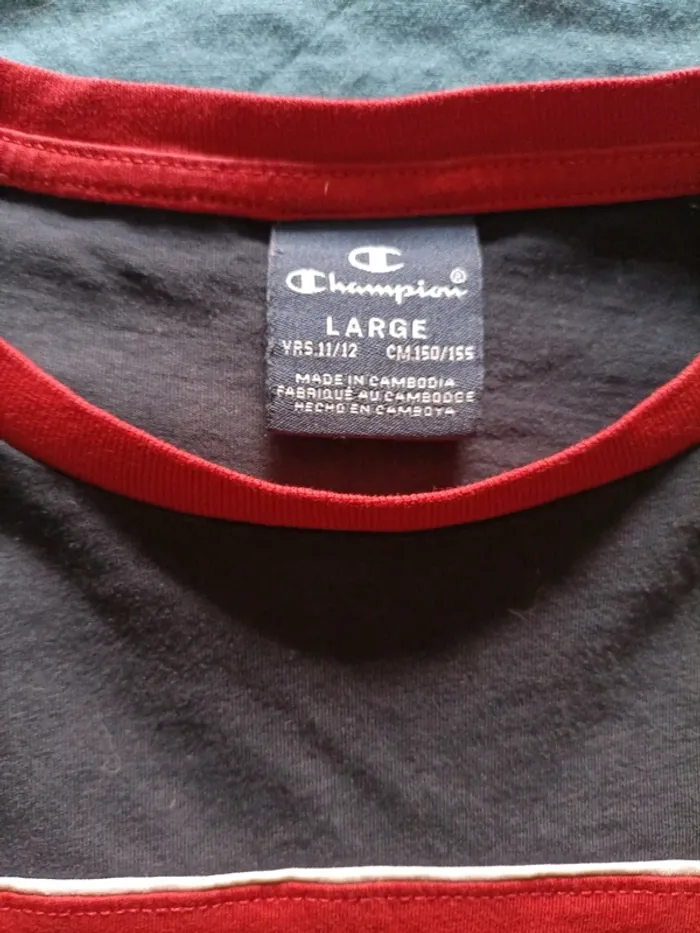 Champion®
LARGE
YRS.11/12 CM.150/155
MADE IN CAMBODIA
FABRIQUÉ AU CAMBODGE
HECHO EN CAMBOYA